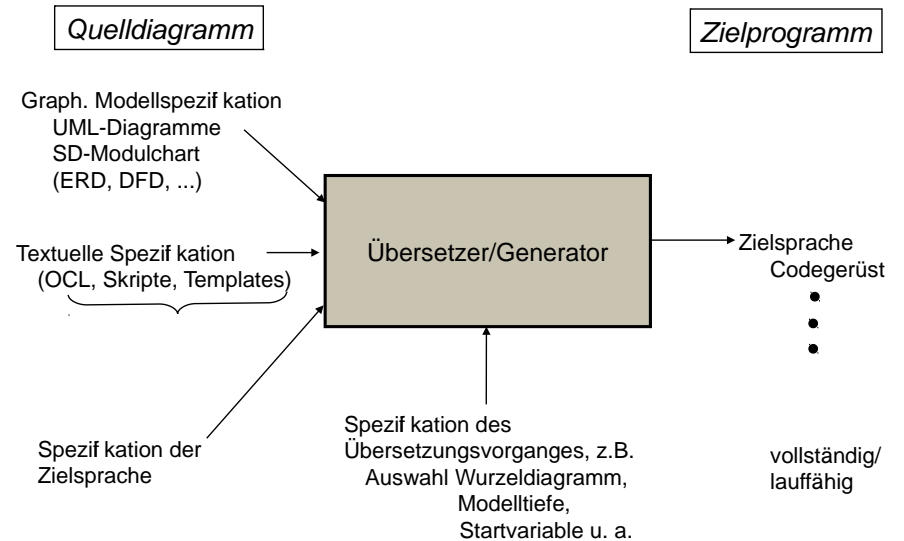 Quelldiagramm
Zielprogramm
Graph. Modellspezif kation
UML-Diagramme
SD-Modulchart
(ERD, DFD, ...)
Textuelle Spezif kation
(OCL, Skripte, Templates)
Übersetzer/Generator
Zielsprache
Codegerüst
Spezif kation der
Zielsprache
Spezif kation des
Übersetzungsvorganges, z.B.
Auswahl Wurzeldiagramm,
Modelltiefe,
Startvariable u. a.
vollständig/
lauffähig